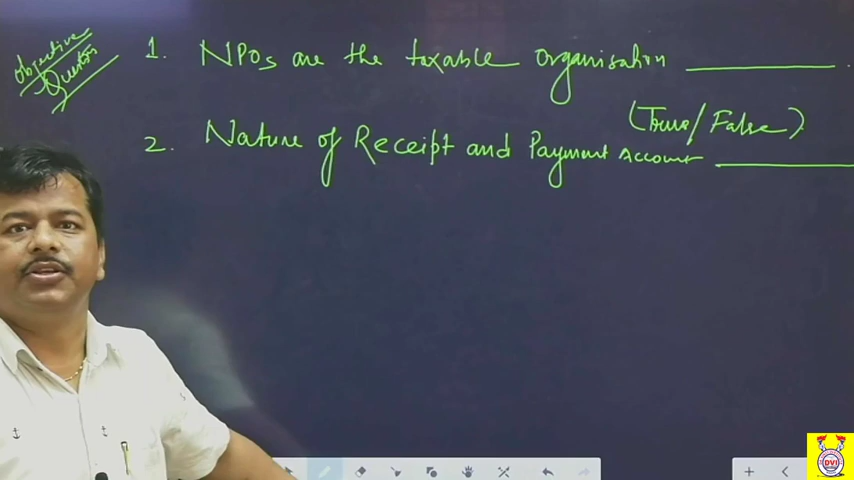 Objective
Questions
1. NPOs are the taxable organisation ________.
(True/False)
2. Nature of Receipt and Payment Account ________
DVI